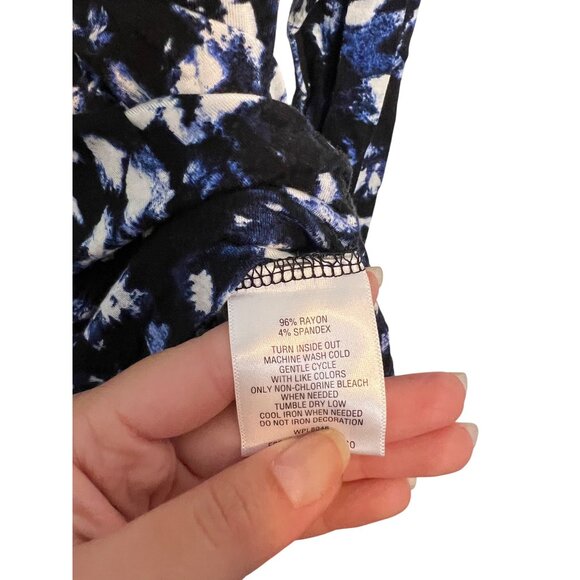 96% RAYON
4% SPANDEX
TURN INSIDE OUT
MACHINE WASH COLD
GENTLE CYCLE
WITH LIKE COLORS
ONLY NON-CHLORINE BLEACH
WHEN NEEDED
TUMBLE DRY LOW
COOL IRON WHEN NEEDED
DO NOT IRON DECORATION